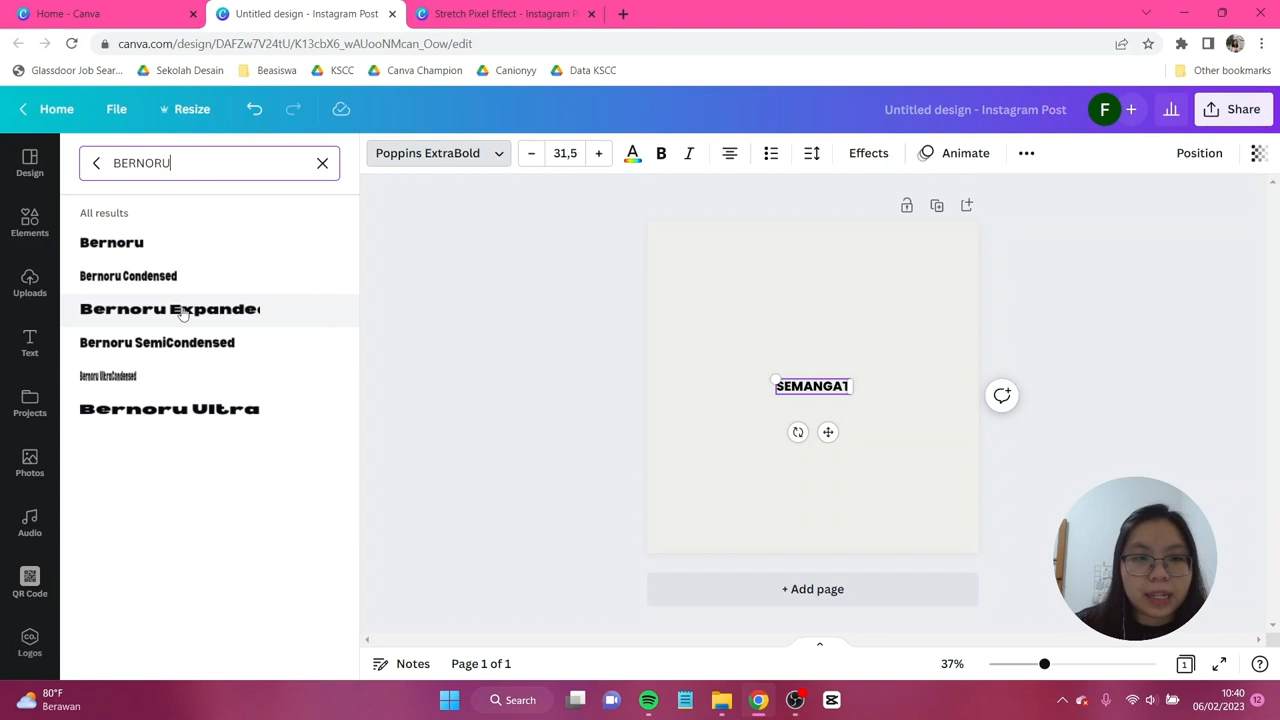 Home - Canva
Untitled design - Instagram Post
Stretch Pixel Effect - Instagram P
canva.com/design/DAFZw7V24tU/K13cbX6_wAUooNMcan_Oow/edit
Glassdoor Job Sear...
Sekolah Desain
Beasiswa
KSCC
Canva Champion
Canionyy
Data KSCC
Other bookmarks
Home
File
Resize
Untitled design - Instagram Post
F
Share
Design
Elements
Uploads
Text
Projects
Photos
Audio
QR Code
Logos
BERNORU
All results
Bernoru
Bernoru Condensed
Bernoru Expanded
Bernoru SemiCondensed
Bernoru UltraCondensed
Bernoru Ultra
Poppins ExtraBold
31,5
B
Effects
Animate
Position
SEMANGAT
+ Add page
Notes
Page 1 of 1
37%
1
80°F
Berawan
Search
10:40
06/02/2023
12